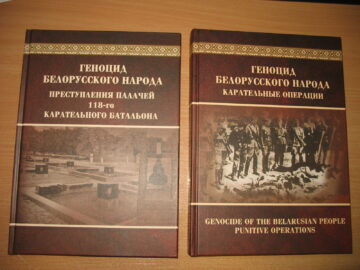 ГЕНОЦИД
БЕЛОРУССКОГО НАРОДА
ПРЕСТУПЛЕНИЯ ПАЛАЧЕЙ
118-го
КАРАТЕЛЬНОГО БАТАЛЬОНА
ГЕНОЦИД
БЕЛОРУССКОГО НАРОДА
КАРАТЕЛЬНЫЕ ОПЕРАЦИИ
GENOCIDE OF THE BELARUSIAN PEOPLE
PUNITIVE OPERATIONS